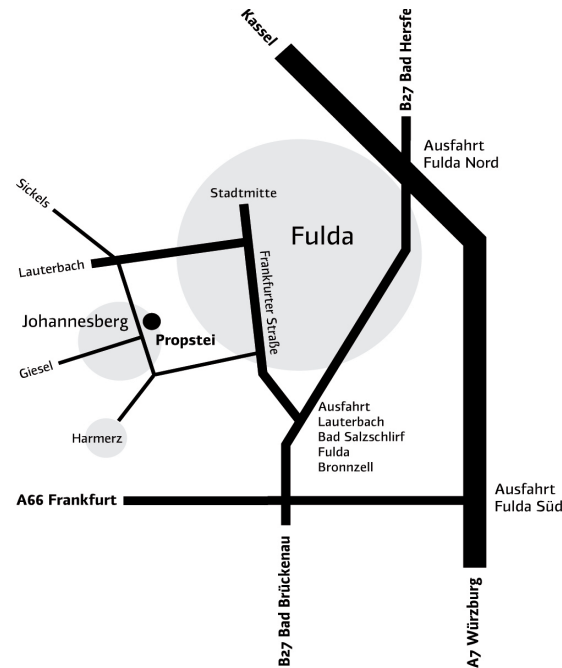 Kassel
B27 Bad Hersfe
Ausfahrt
Fulda Nord
Sickels
Stadtmitte
Fulda
Lauterbach
Frankfurter Straße
Johannesberg
Propstei
Giesel
Harmerz
Ausfahrt
Lauterbach
Bad Salzschlirf
Fulda
Bronnzell
A66 Frankfurt
Ausfahrt
Fulda Süd
B27 Bad Brückenau
A7 Würzburg